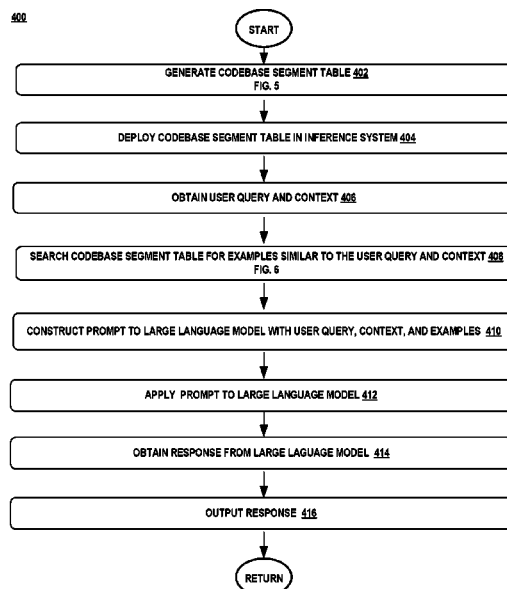 400
START
GENERATE CODEBASE SEGMENT TABLE 402
FIG. 5
DEPLOY CODEBASE SEGMENT TABLE IN INFERENCE SYSTEM 404
OBTAIN USER QUERY AND CONTEXT 406
SEARCH CODEBASE SEGMENT TABLE FOR EXAMPLES SIMILAR TO THE USER QUERY AND CONTEXT 408
FIG. 6
CONSTRUCT PROMPT TO LARGE LANGUAGE MODEL WITH USER QUERY, CONTEXT, AND EXAMPLES 410
APPLY PROMPT TO LARGE LANGUAGE MODEL 412
OBTAIN RESPONSE FROM LARGE LAGUAGE MODEL 414
OUTPUT RESPONSE 416
RETURN